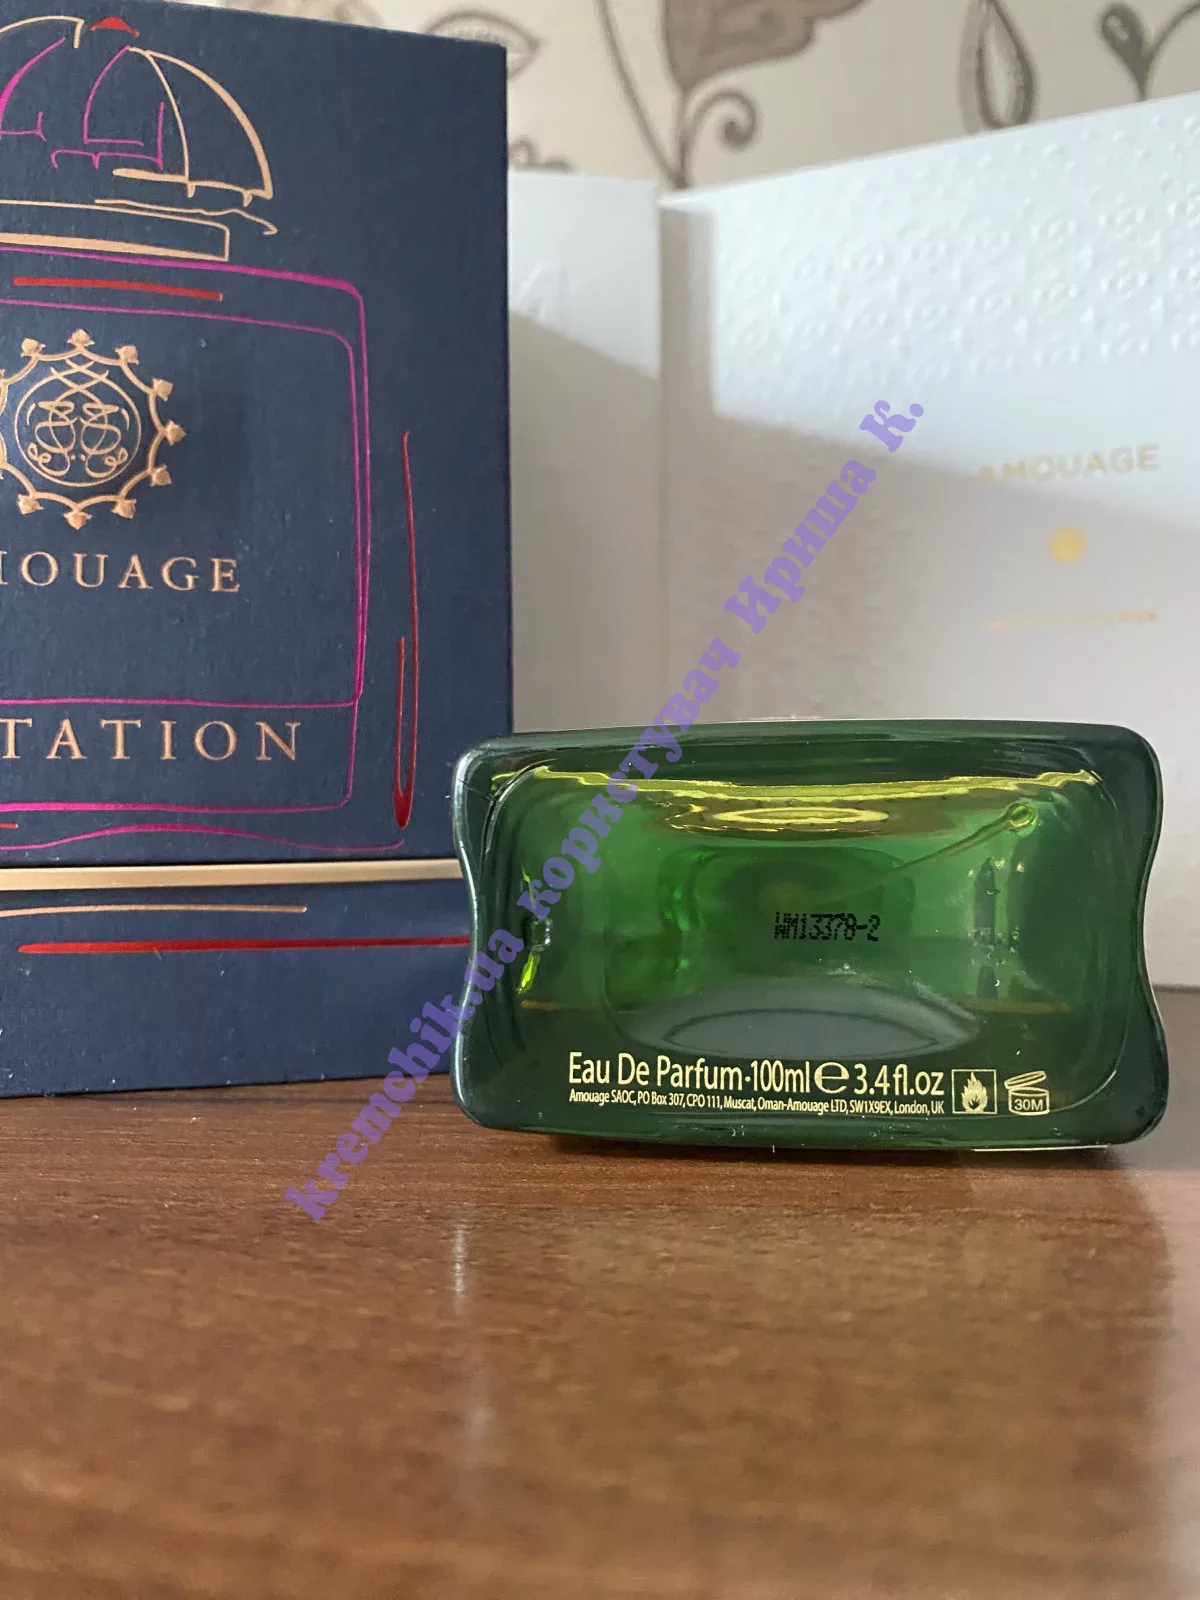 AMOUAGE
MOUAGE
TATION
WM13378-2
Eau De Parfum·100ml ℮ 3.4 fl.oz
Amouage SAOC, PO Box 307, CPO 111, Muscat, Oman-Amouage LTD, SW1X9EX, London, UK
30M
kremchik.ua користувач Ириша К.